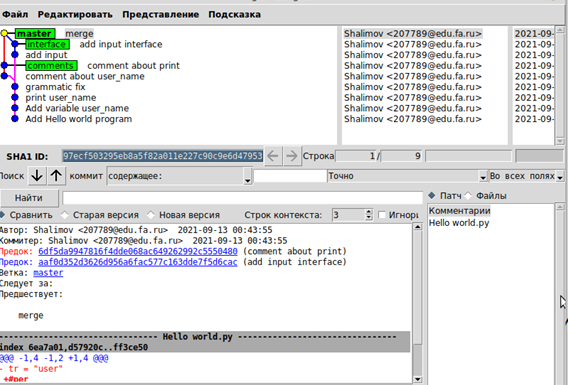 Файл Редактировать Представление Подсказка
master merge
interface add input interface
add input
comments comment about print
comment about user_name
grammatic fix
print user_name
Add variable user_name
Add Hello world program
Shalimov <207789@edu.fa.ru>
Shalimov <207789@edu.fa.ru>
Shalimov <207789@edu.fa.ru>
Shalimov <207789@edu.fa.ru>
Shalimov <207789@edu.fa.ru>
Shalimov <207789@edu.fa.ru>
Shalimov <207789@edu.fa.ru>
Shalimov <207789@edu.fa.ru>
Shalimov <207789@edu.fa.ru>
2021-09-
2021-09-
2021-09-
2021-09-
2021-09-
2021-09-
2021-09-
2021-09-
2021-09-
SHA1 ID: 97ecf503295eb8a5f82a011e227c90c9e6d47953 Строка 1/ 9
Поиск коммит содержащее: Точно Во всех полях
Найти
Сравнить Старая версия Новая версия Строк контекста: 3 Игнори
Автор: Shalimov <207789@edu.fa.ru> 2021-09-13 00:43:55
Коммитер: Shalimov <207789@edu.fa.ru> 2021-09-13 00:43:55
Предок: 6df5da9947816f4dde068ac649262992c5550480 (comment about print)
Предок: aaf0d352d3626d956a6fac577c163dde7f5d6cac (add input interface)
Ветка: master
Следует за:
Предшествует:
merge
--------------------------- Hello world.py ---------------------------
index 6ea7a01,d57920c..ff3ce50
@@@ -1,4 -1,2 +1,4 @@@
- tr = "user"
+#per
Патч Файлы
Комментарии
Hello world.py